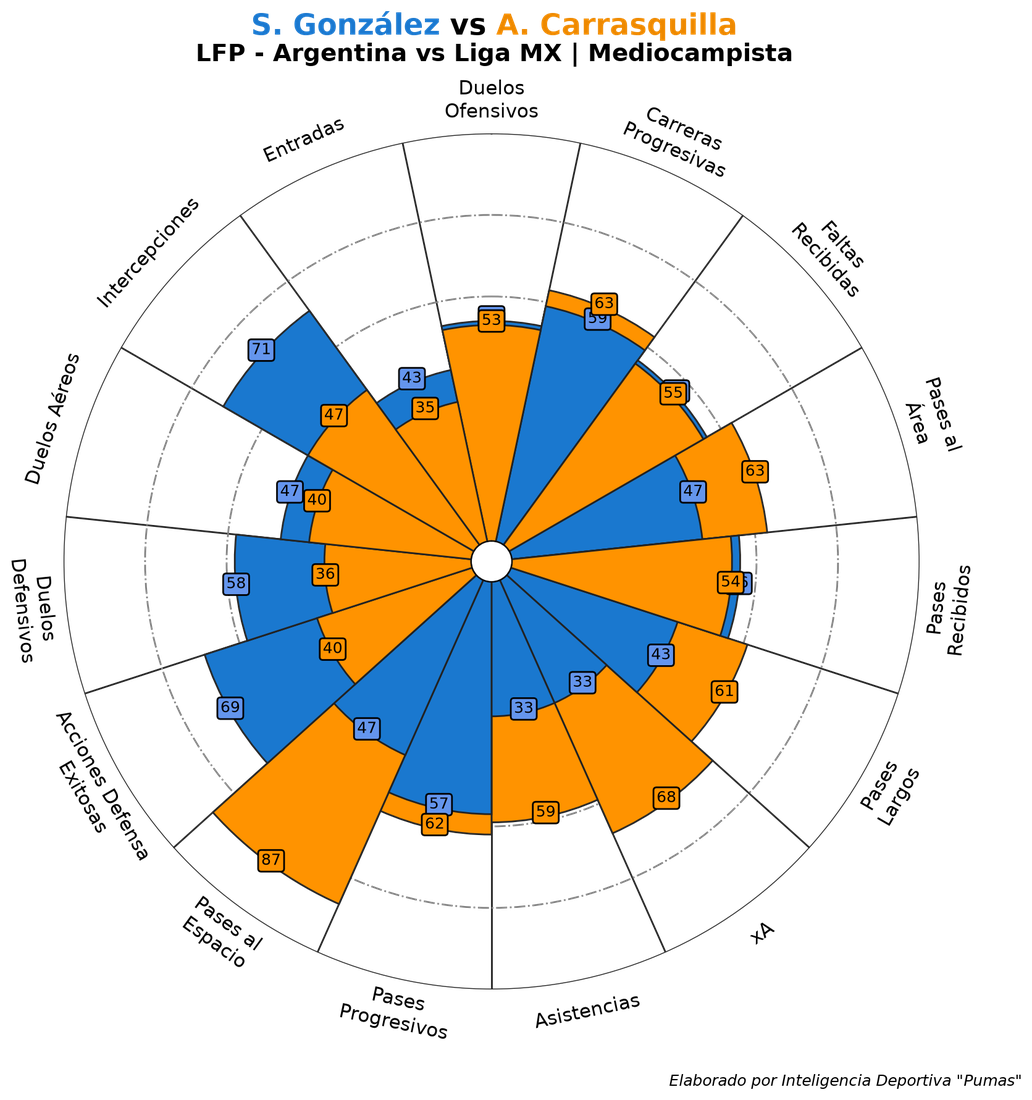 S. González vs A. Carrasquilla
LFP - Argentina vs Liga MX | Mediocampista
Duelos
Ofensivos
53
Carreras
Progresivas
63
59
Faltas
Recibidas
55
Pases al
Área
47
63
Pases
Recibidos
54
Pases
Largos
43
61
xA
33
68
Asistencias
33
59
Pases
Progresivos
57
62
Pases al
Espacio
47
87
Acciones Defensa
Exitosas
69
40
Duelos
Defensivos
58
36
Duelos Aéreos
47
40
Intercepciones
71
47
Entradas
43
35
Elaborado por Inteligencia Deportiva "Pumas"